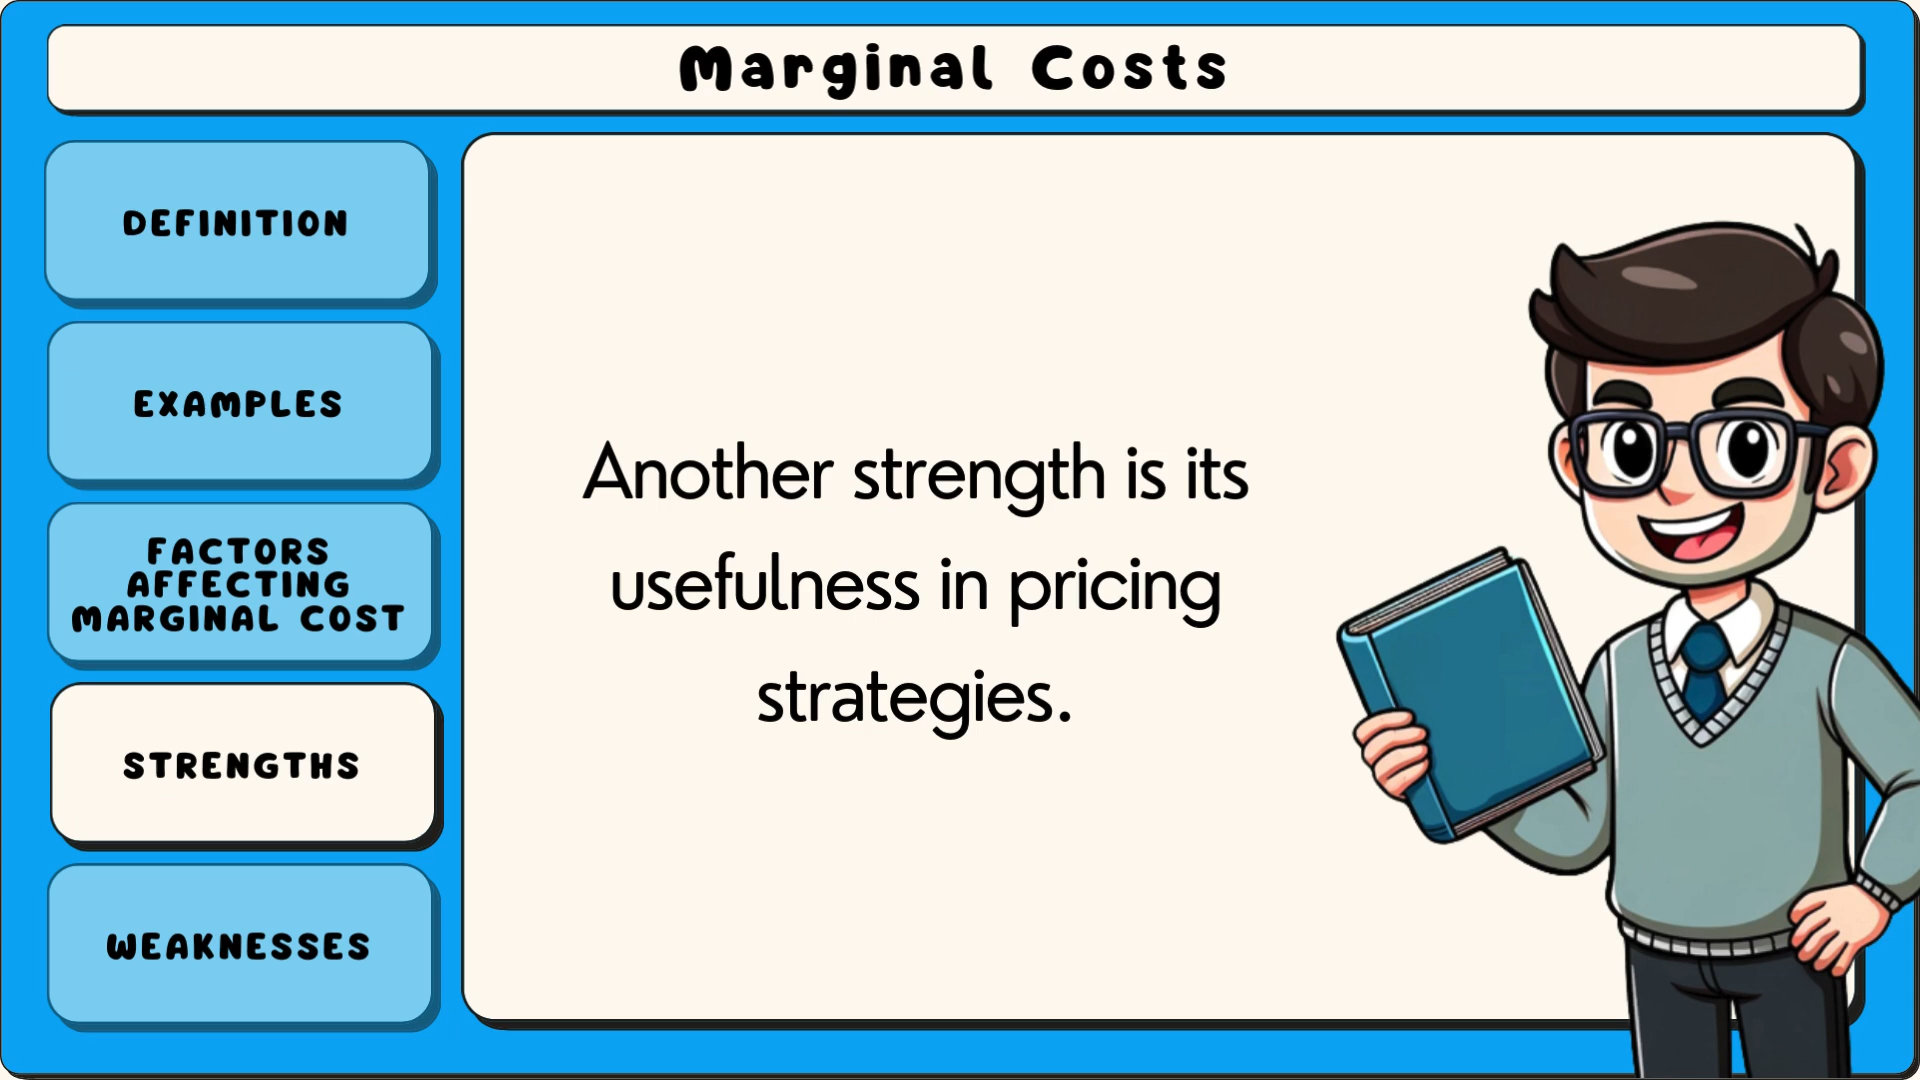 Marginal Costs
DEFINITION
EXAMPLES
FACTORS
AFFECTING
MARGINAL COST
STRENGTHS
WEAKNESSES
Another strength is its
usefulness in pricing
strategies.